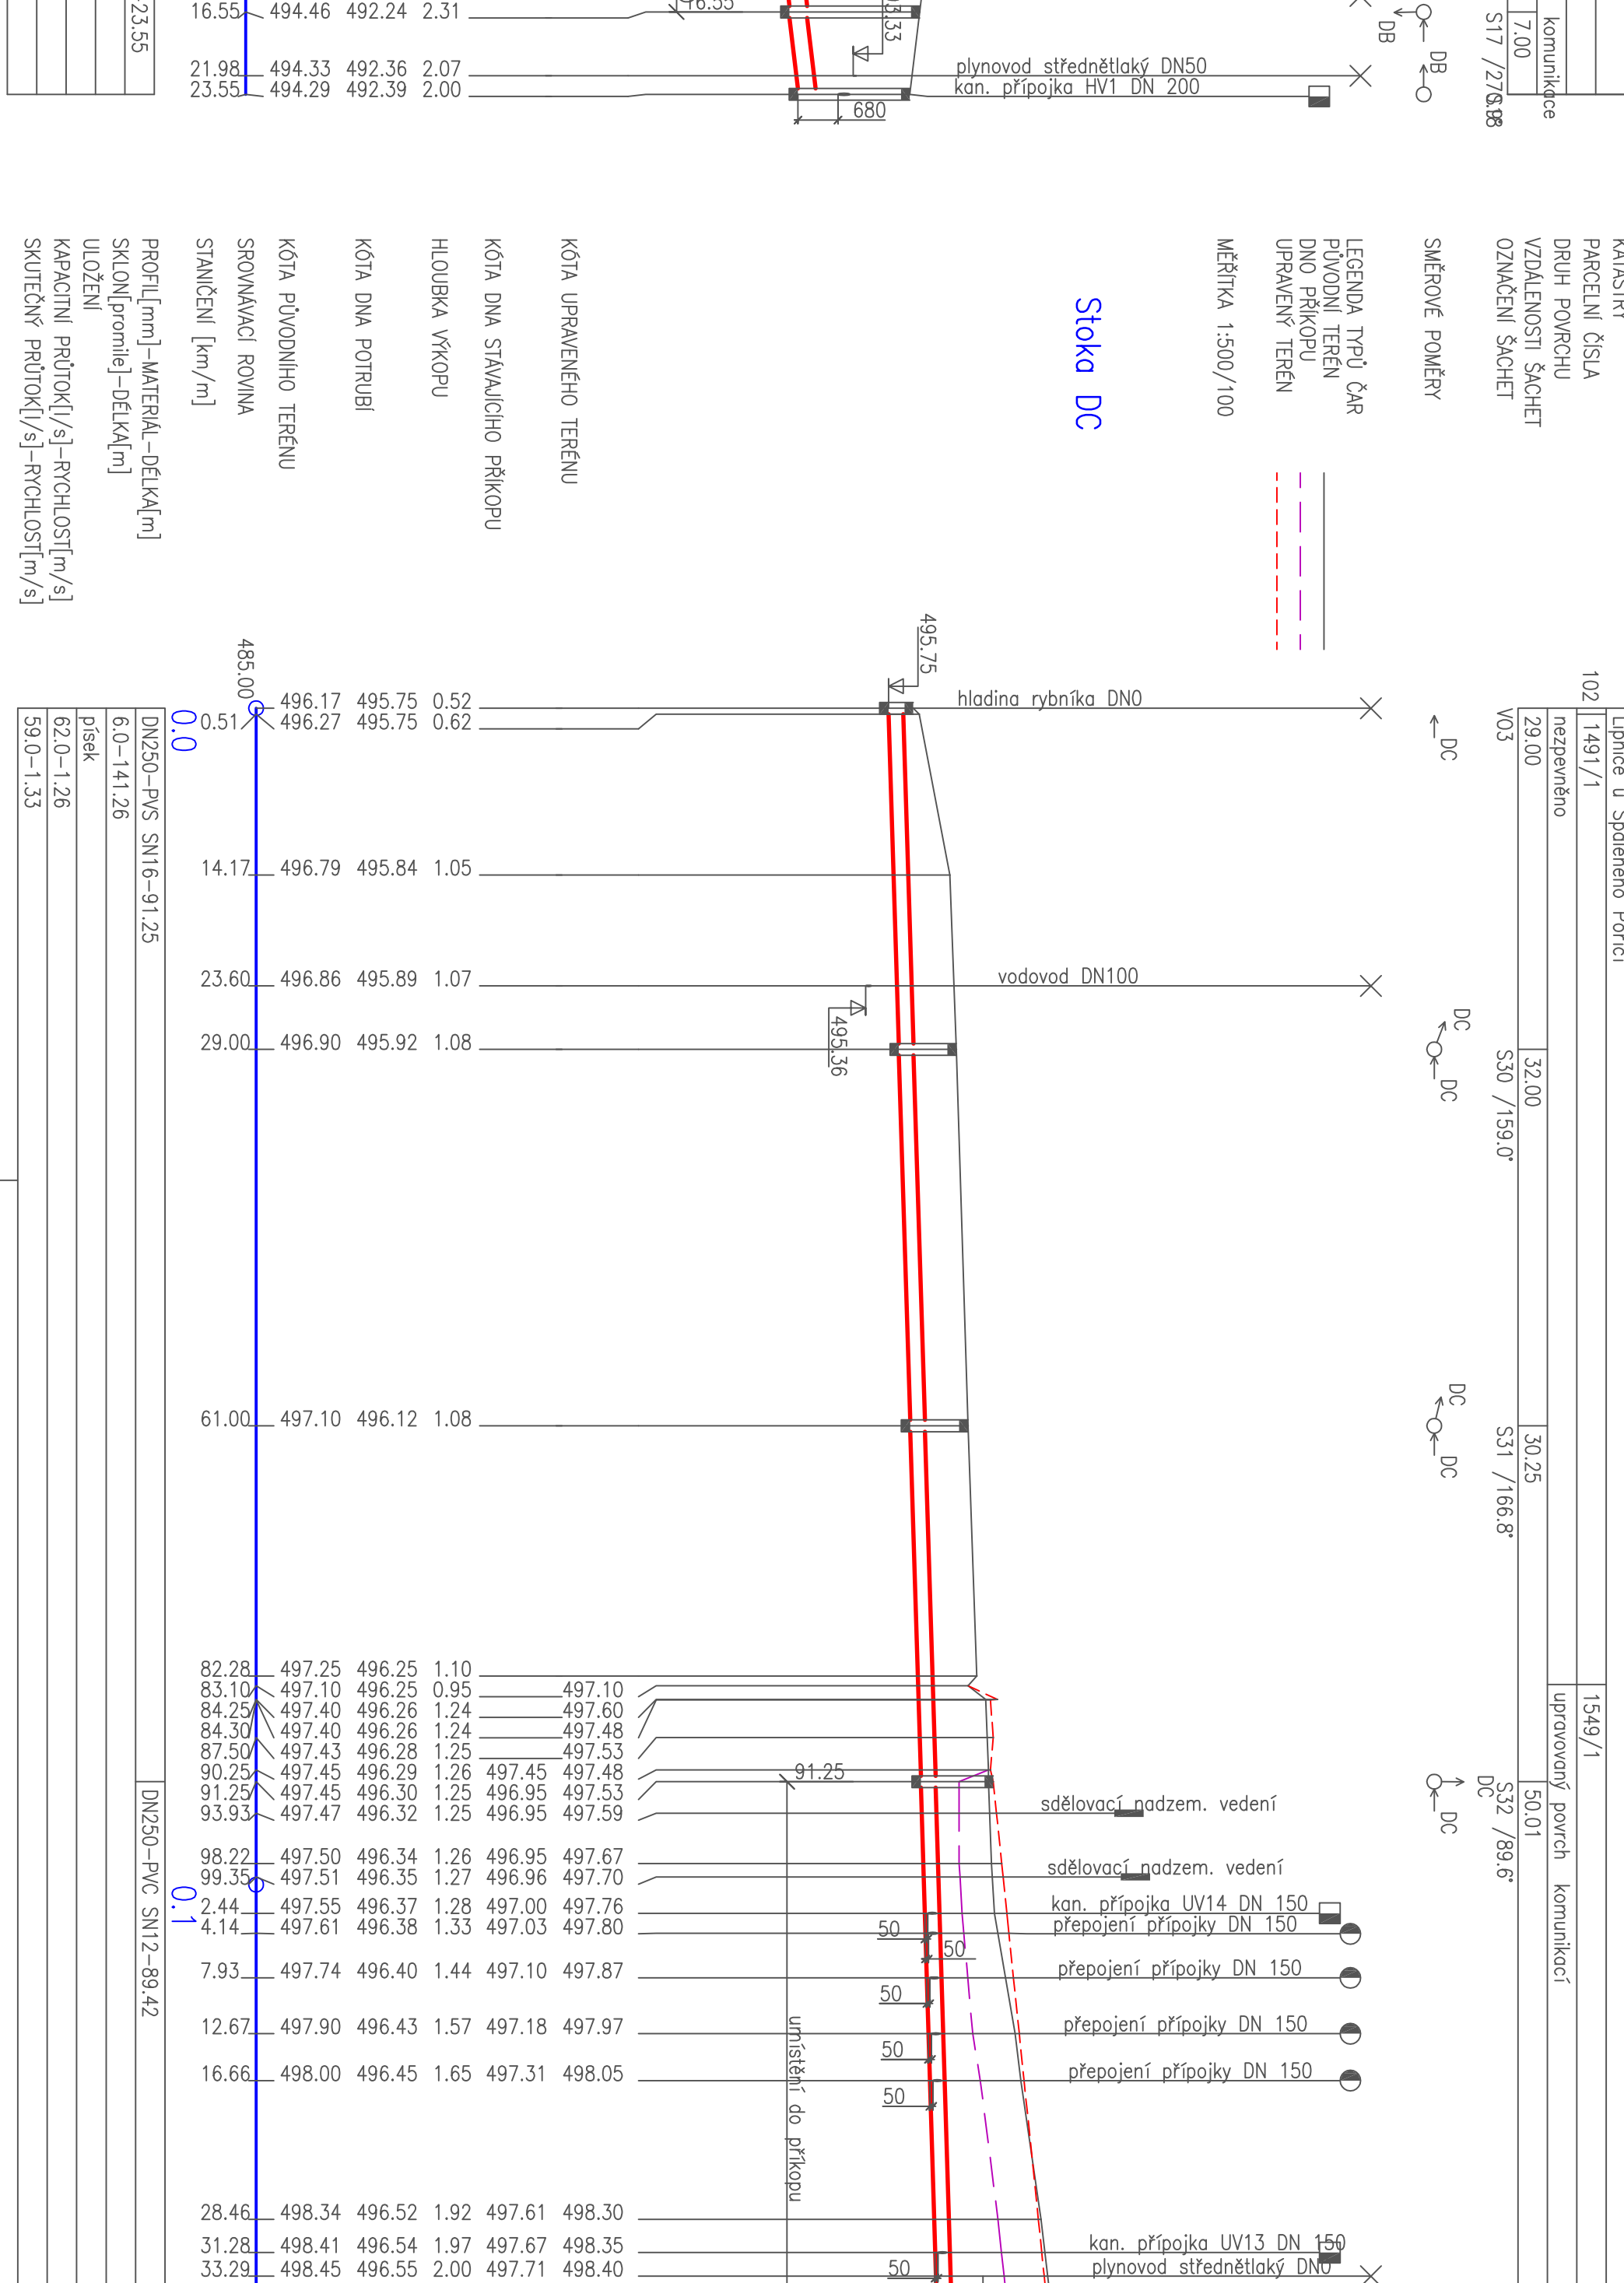 16.55 494.46 492.24 2.31
21.98 494.33 492.36 2.07
23.55 494.29 492.39 2.00
16.55
680
plynovod střednětlaký DN50
kan. přípojka HV1 DN 200
DB
DB
komunikace
7.00
23.55
KATASTRY
PARCELNÍ ČÍSLA
DRUH POVRCHU
VZDÁLENOSTI ŠACHET
OZNAČENÍ ŠACHET
SMĚROVÉ POMĚRY
LEGENDA TYPŮ ČAR
PŮVODNÍ TERÉN
DNO PŘÍKOPU
UPRAVENÝ TERÉN
MĚŘÍTKA 1:500/100
Stoka DC
KÓTA UPRAVENÉHO TERÉNU
KÓTA DNA STÁVAJÍCÍHO PŘÍKOPU
HLOUBKA VÝKOPU
KÓTA DNA POTRUBÍ
KÓTA PŮVODNÍHO TERÉNU
SROVNÁVACÍ ROVINA
STANIČENÍ [km/m]
PROFIL[mm]-MATERIÁL-DÉLKA[m]
SKLON[promile]-DÉLKA[m]
ULOŽENÍ
KAPACITNÍ PRŮTOK[l/s]-RYCHLOST[m/s]
SKUTEČNÝ PRŮTOK[l/s]-RYCHLOST[m/s]
Lipnice u Spáleného Poříčí
102 1491/1 1549/1
nezpevněno upravovaný povrch komunikací
29.00 32.00 30.25 50.01
V03 S30 /159.0° S31 /166.8° S32 /89.6°
DC DC DC DC DC DC DC
495.75
495.36
485.00
496.17 495.75 0.52
hladina rybníka DN0
0.51 496.27 495.75 0.62
14.17 496.79 495.84 1.05
23.60 496.86 495.89 1.07
vodovod DN100
29.00 496.90 495.92 1.08
61.00 497.10 496.12 1.08
82.28 497.25 496.25 1.10
83.10 497.10 496.25 0.95 497.10
84.25 497.40 496.26 1.24 497.60
84.30 497.40 496.26 1.24 497.48
87.50 497.43 496.28 1.25 497.53
90.25 497.45 496.29 1.26 497.45 497.48
91.25 497.45 496.30 1.25 496.95 497.53
91.25
93.93 497.47 496.32 1.25 496.95 497.59
sdělovací nadzem. vedení
98.22 497.50 496.34 1.26 496.95 497.67
99.35 497.51 496.35 1.27 496.96 497.70
sdělovací nadzem. vedení
2.44 497.55 496.37 1.28 497.00 497.76
kan. přípojka UV14 DN 150
4.14 497.61 496.38 1.33 497.03 497.80
přepojení přípojky DN 150
50
50
7.93 497.74 496.40 1.44 497.10 497.87
přepojení přípojky DN 150
50
12.67 497.90 496.43 1.57 497.18 497.97
přepojení přípojky DN 150
50
16.66 498.00 496.45 1.65 497.31 498.05
přepojení přípojky DN 150
50
umístění do příkopu
28.46 498.34 496.52 1.92 497.61 498.30
31.28 498.41 496.54 1.97 497.67 498.35
kan. přípojka UV13 DN 150
33.29 498.45 496.55 2.00 497.71 498.40
plynovod střednětlaký DN0
50
0.0
0.1
DN250-PVS SN16-91.25
DN250-PVC SN12-89.42
6.0-141.26
písek
62.0-1.26
59.0-1.33